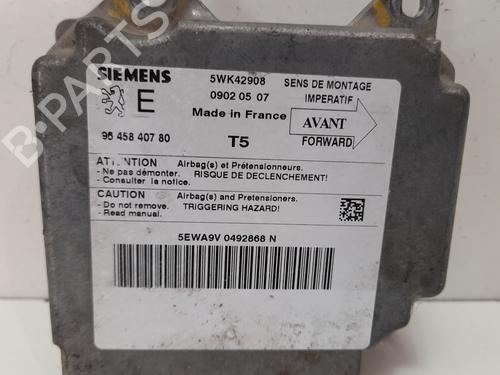 SIEMENS 5WK42908 SENS DE MONTAGE
E 0902 05 07 IMPERATIF
Made in France AVANT
96 458 407 80 T5 FORWARD
ATTENTION Airbag(s) et Prétensionneurs.
- Ne pas démonter. RISQUE DE DECLENCHEMENT!
- Consulter la notice.
CAUTION Airbag(s) and Pretensioners.
- Do not remove. TRIGGERING HAZARD!
- Read manual.
5EWA9V 0492868 N
B-PARTS